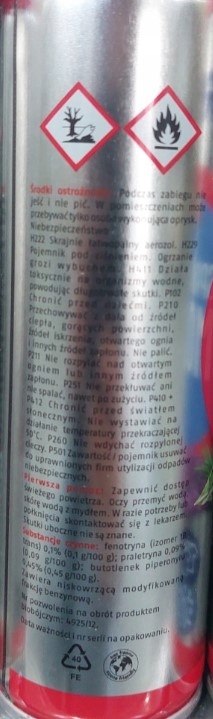 Środki ostrożności: Podczas zabiegu nie
jeść i nie pić. W pomieszczeniach może
przebywać tylko osoba wykonująca oprysk.
Niebezpieczeństwo
H222 Skrajnie łatwopalny aerozol. H229
Pojemnik pod ciśnieniem. Ogrzanie
grozi wybuchem. H411 Działa
toksycznie na organizmy wodne,
powodując długotrwałe skutki. P102
Chronić przed dziećmi. P210
Przechowywać z dala od źródeł
ciepła, gorących powierzchni,
źródeł iskrzenia, otwartego ognia
i innych źródeł zapłonu. Nie palić.
P211 Nie rozpylać nad otwartym
ogniem lub innym źródłem
zapłonu. P251 Nie przekłuwać ani
nie spalać, nawet po zużyciu. P410 +
P412 Chronić przed światłem
słonecznym. Nie wystawiać na
działanie temperatury przekraczającej
50°C. P260 Nie wdychać rozpylonej
cieczy. P501 Zawartość / pojemnik usuwać
do uprawnionych firm utylizacji odpadów
niebezpiecznych.
Pierwsza pomoc: Zapewnić dostęp
świeżego powietrza. Oczy przemyć wodą,
skórę wodą z mydłem. W razie potrzeby lub
połknięcia skontaktować się z lekarzem.
Skutki uboczne nie są znane.
Substancje czynne: fenotryna (izomer
trans) 0,1% (0,1 g/100 g); praletryna 0,09%
(0,09 g/100 g); butotlenek piperonylu
0,45% (0,45 g/100 g).
Zawiera niskowrzącą modyfikowaną
frakcję benzynową.
Nr pozwolenia na obrót produktem
biobójczym: 4925/12.
Data ważności i nr serii na opakowaniu.
40
FE